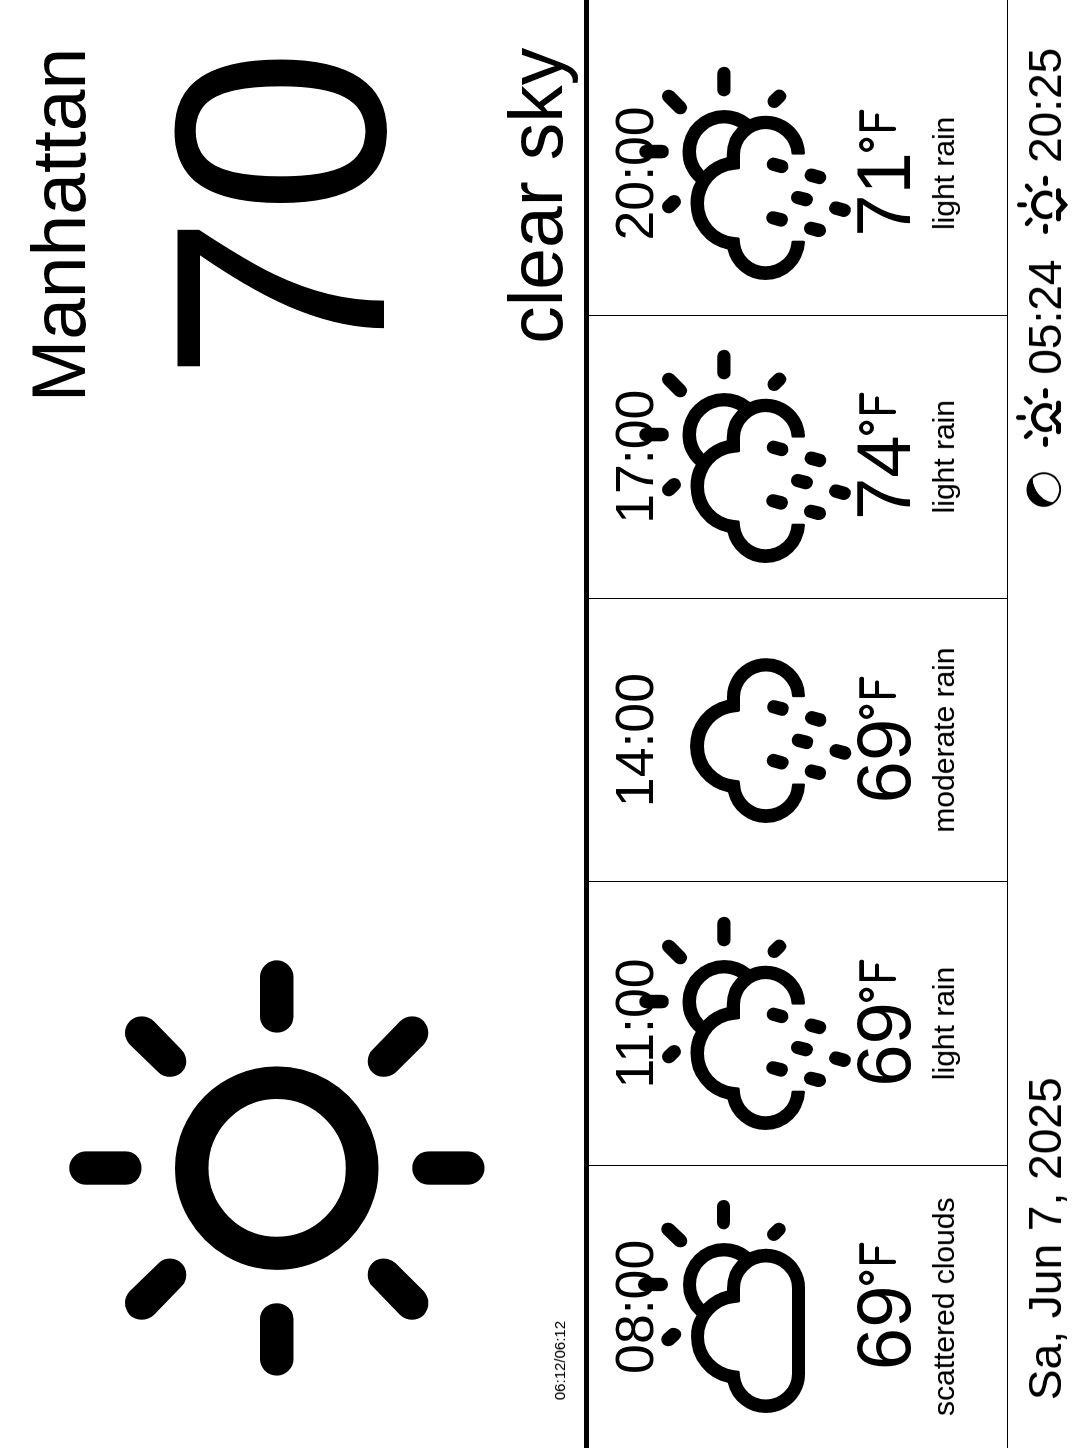 Manhattan
70
clear sky
06:12/06:12
08:00
69°F
scattered clouds
11:00
69°F
light rain
14:00
69°F
moderate rain
17:00
74°F
light rain
20:00
71°F
light rain
Sa, Jun 7, 2025
05:24
20:25